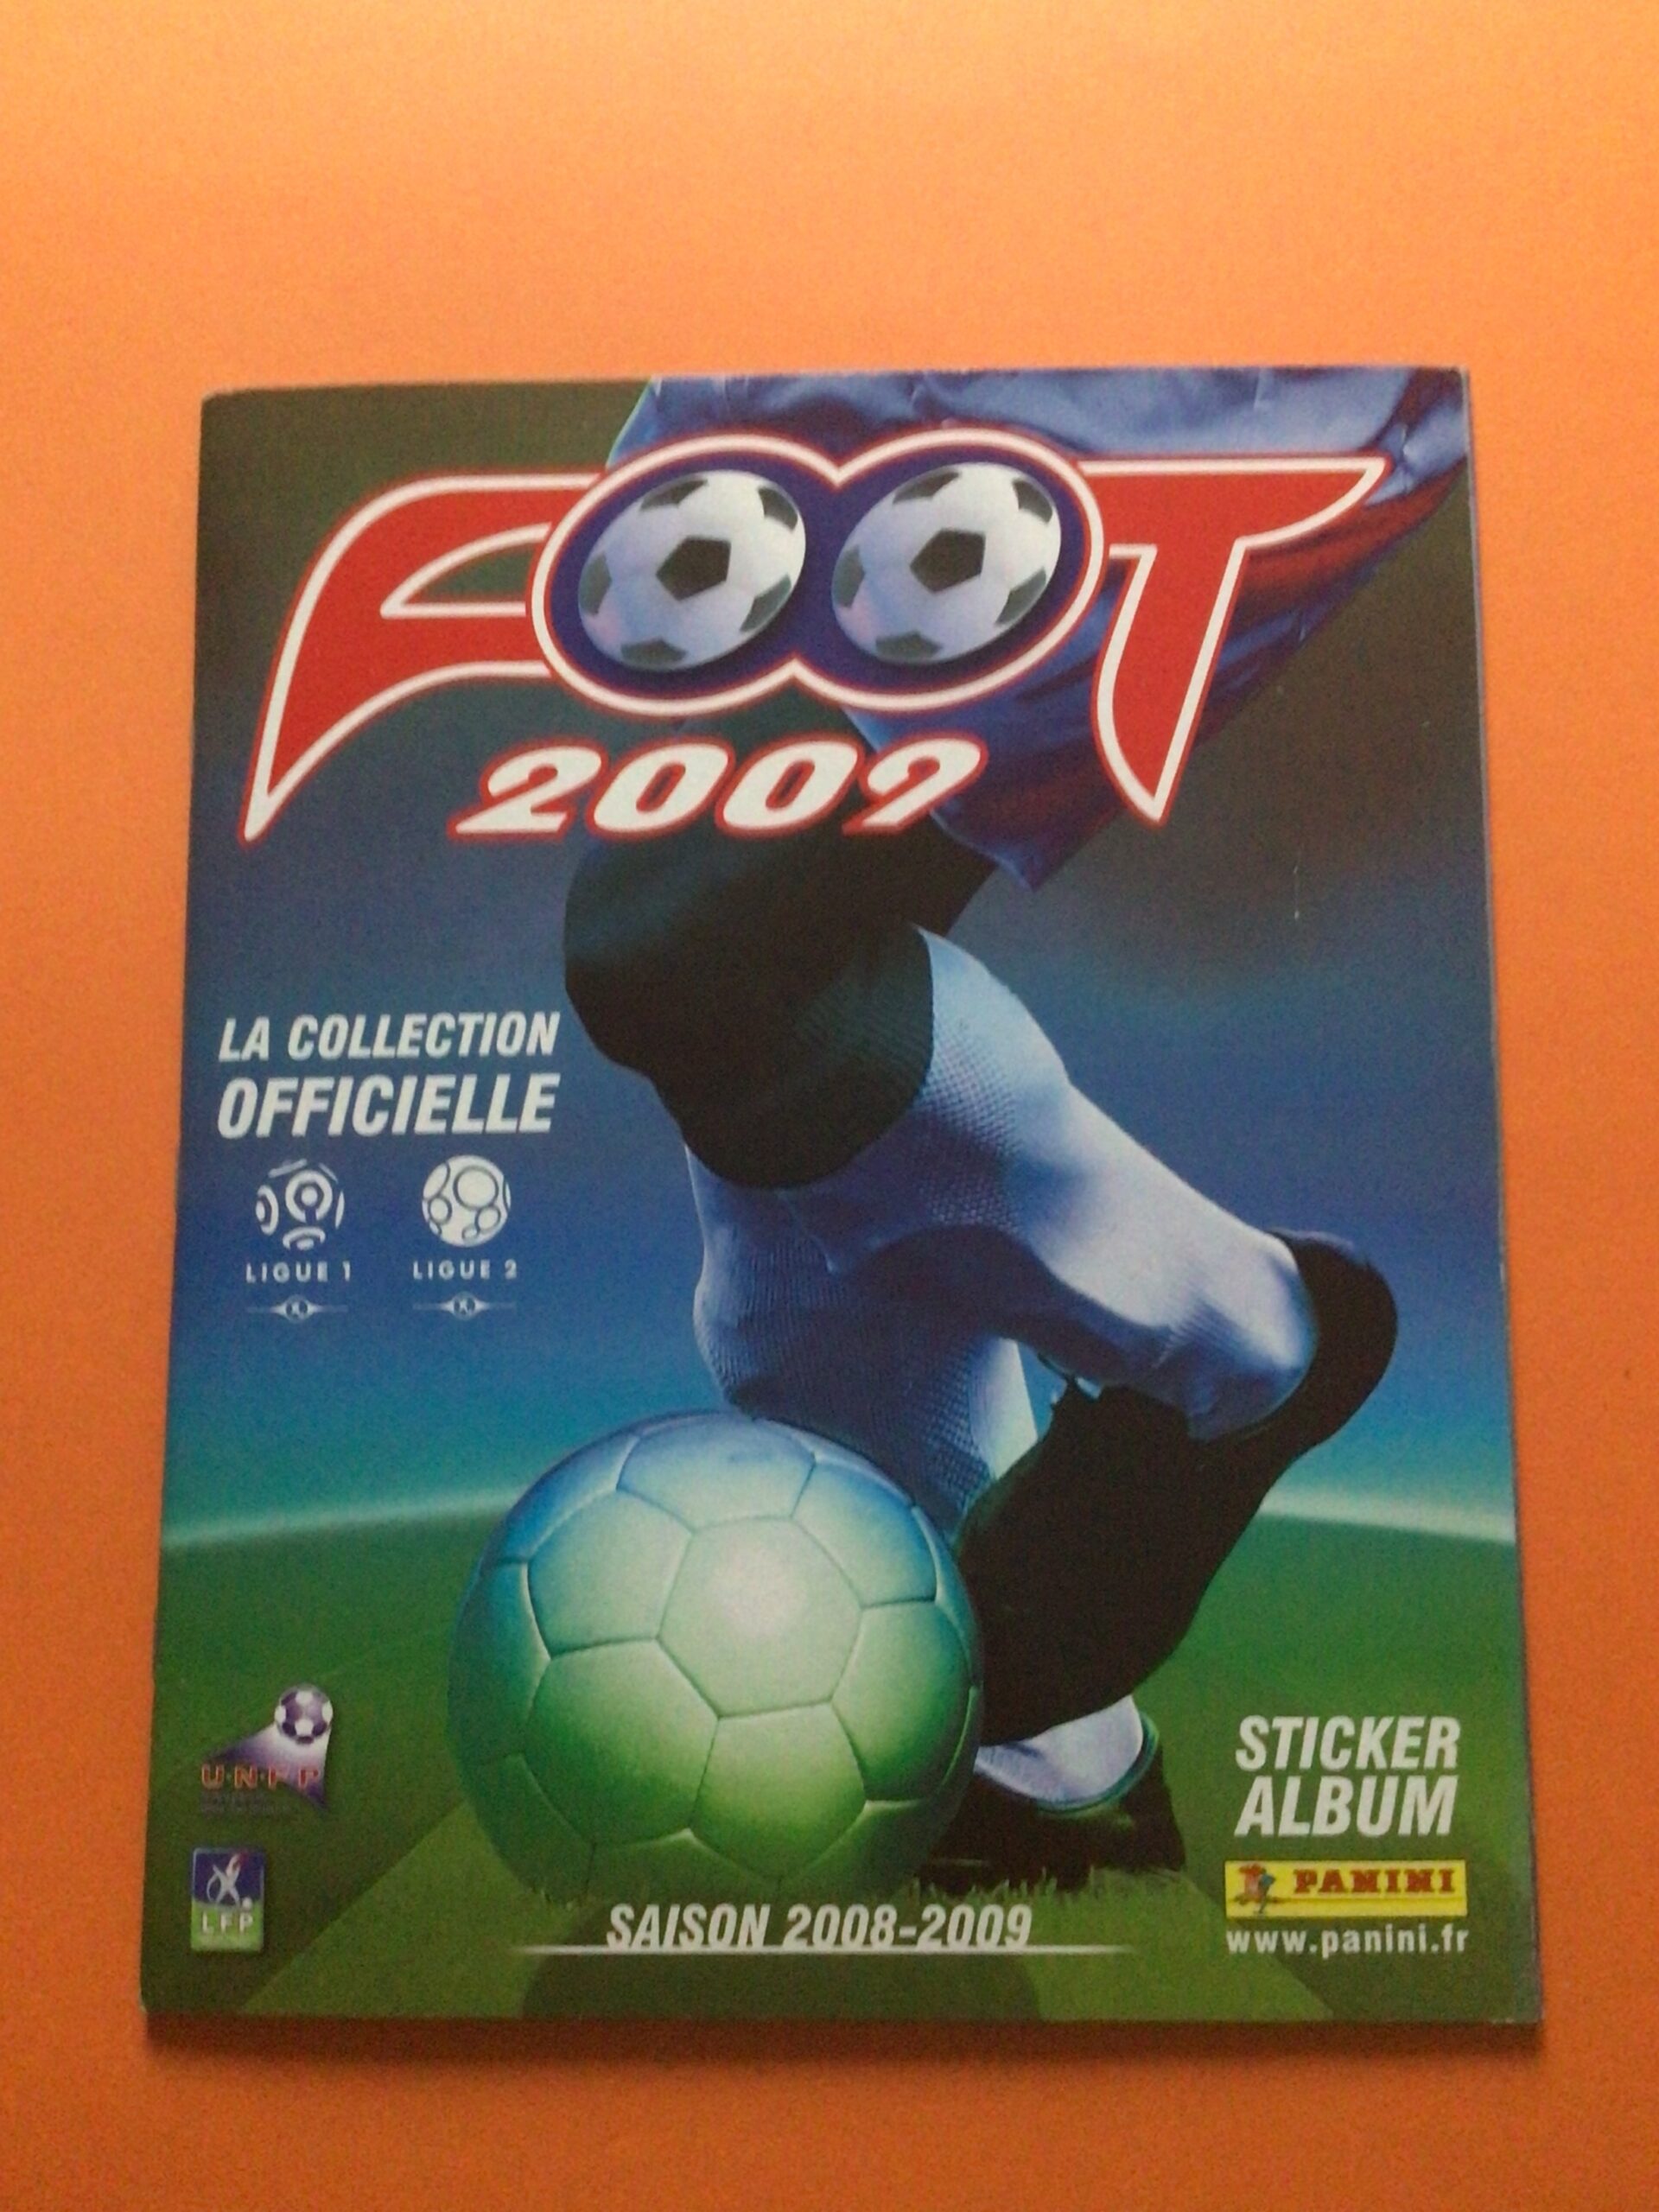 FOOT
2009
LA COLLECTION
OFFICIELLE
LIGUE 1 LIGUE 2
U·N·F·P
LFP
SAISON 2008-2009
STICKER
ALBUM
PANINI
www.panini.fr